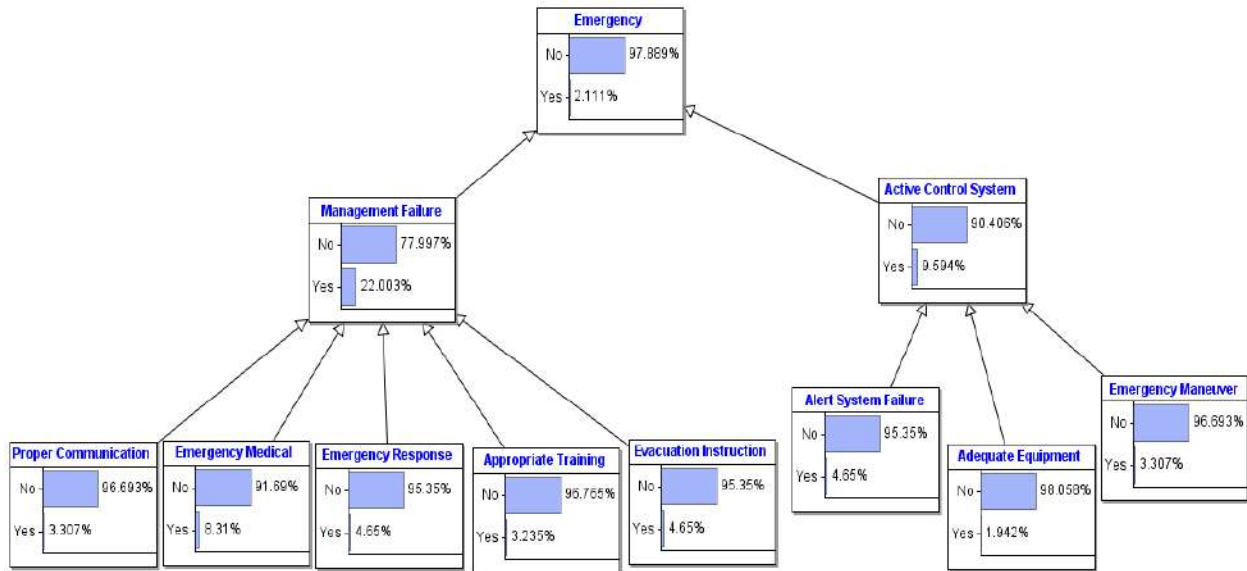 Emergency
No 97.889%
Yes 2.111%
Management Failure
No 77.997%
Yes 22.003%
Active Control System
No 90.406%
Yes 9.594%
Proper Communication
No 96.693%
Yes 3.307%
Emergency Medical
No 91.69%
Yes 8.31%
Emergency Response
No 95.35%
Yes 4.65%
Appropriate Training
No 96.765%
Yes 3.235%
Evacuation Instruction
No 95.35%
Yes 4.65%
Alert System Failure
No 95.35%
Yes 4.65%
Adequate Equipment
No 98.058%
Yes 1.942%
Emergency Maneuver
No 96.693%
Yes 3.307%